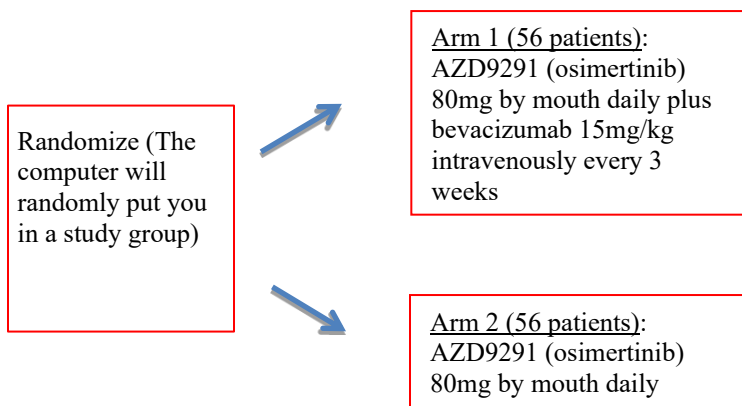 Randomize (The
computer will
randomly put you
in a study group)
Arm 1 (56 patients):
AZD9291 (osimertinib)
80mg by mouth daily plus
bevacizumab 15mg/kg
intravenously every 3
weeks
Arm 2 (56 patients):
AZD9291 (osimertinib)
80mg by mouth daily